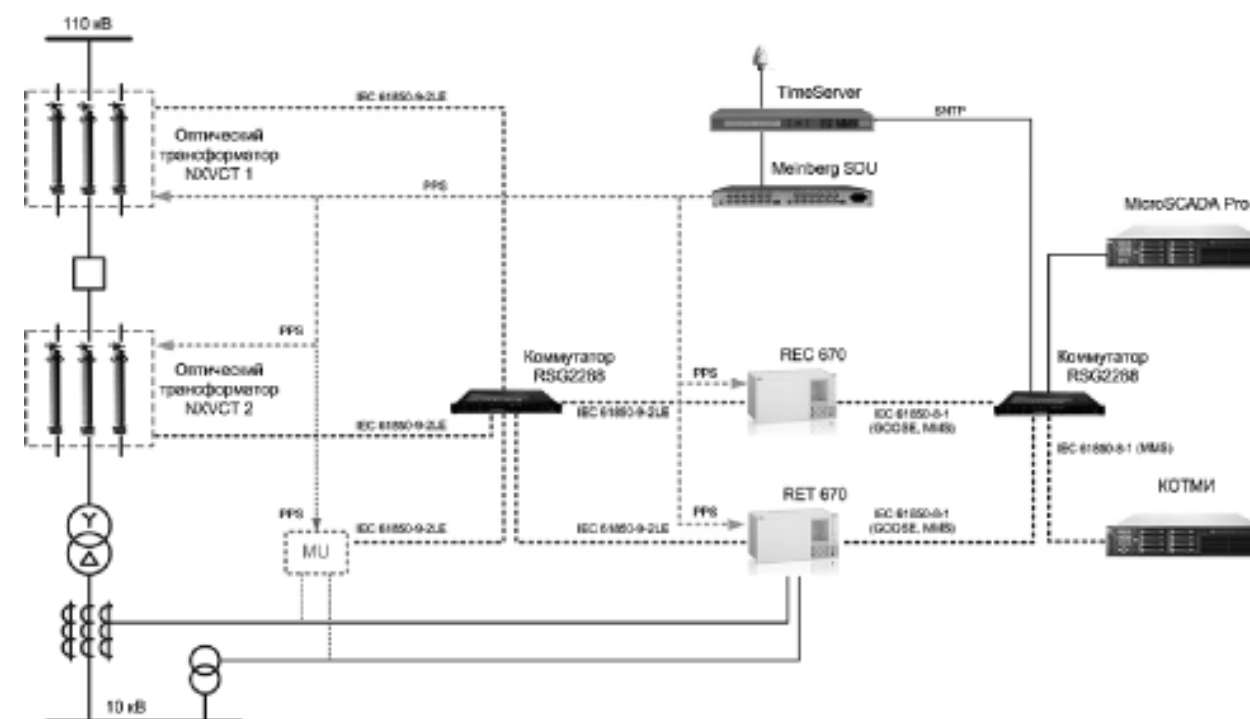 110 кВ
IEC 61850-9-2LE
TimeServer
SNTP
Оптический
трансформатор
NXVCT 1
Meinberg SDU
PPS
MicroSCADA Pro
PPS
Оптический
трансформатор
NXVCT 2
Коммутатор
RSG2288
REC 670
PPS
Коммутатор
RSG2288
IEC 61850-9-2LE
IEC 61850-9-2LE
IEC 61850-8-1
(GOOSE, MMS)
IEC 61850-8-1 (MMS)
КОТМИ
RET 670
PPS
PPS
IEC 61850-9-2LE
IEC 61850-9-2LE
IEC 61850-8-1
(GOOSE, MMS)
MU
Y
Δ
10 кВ